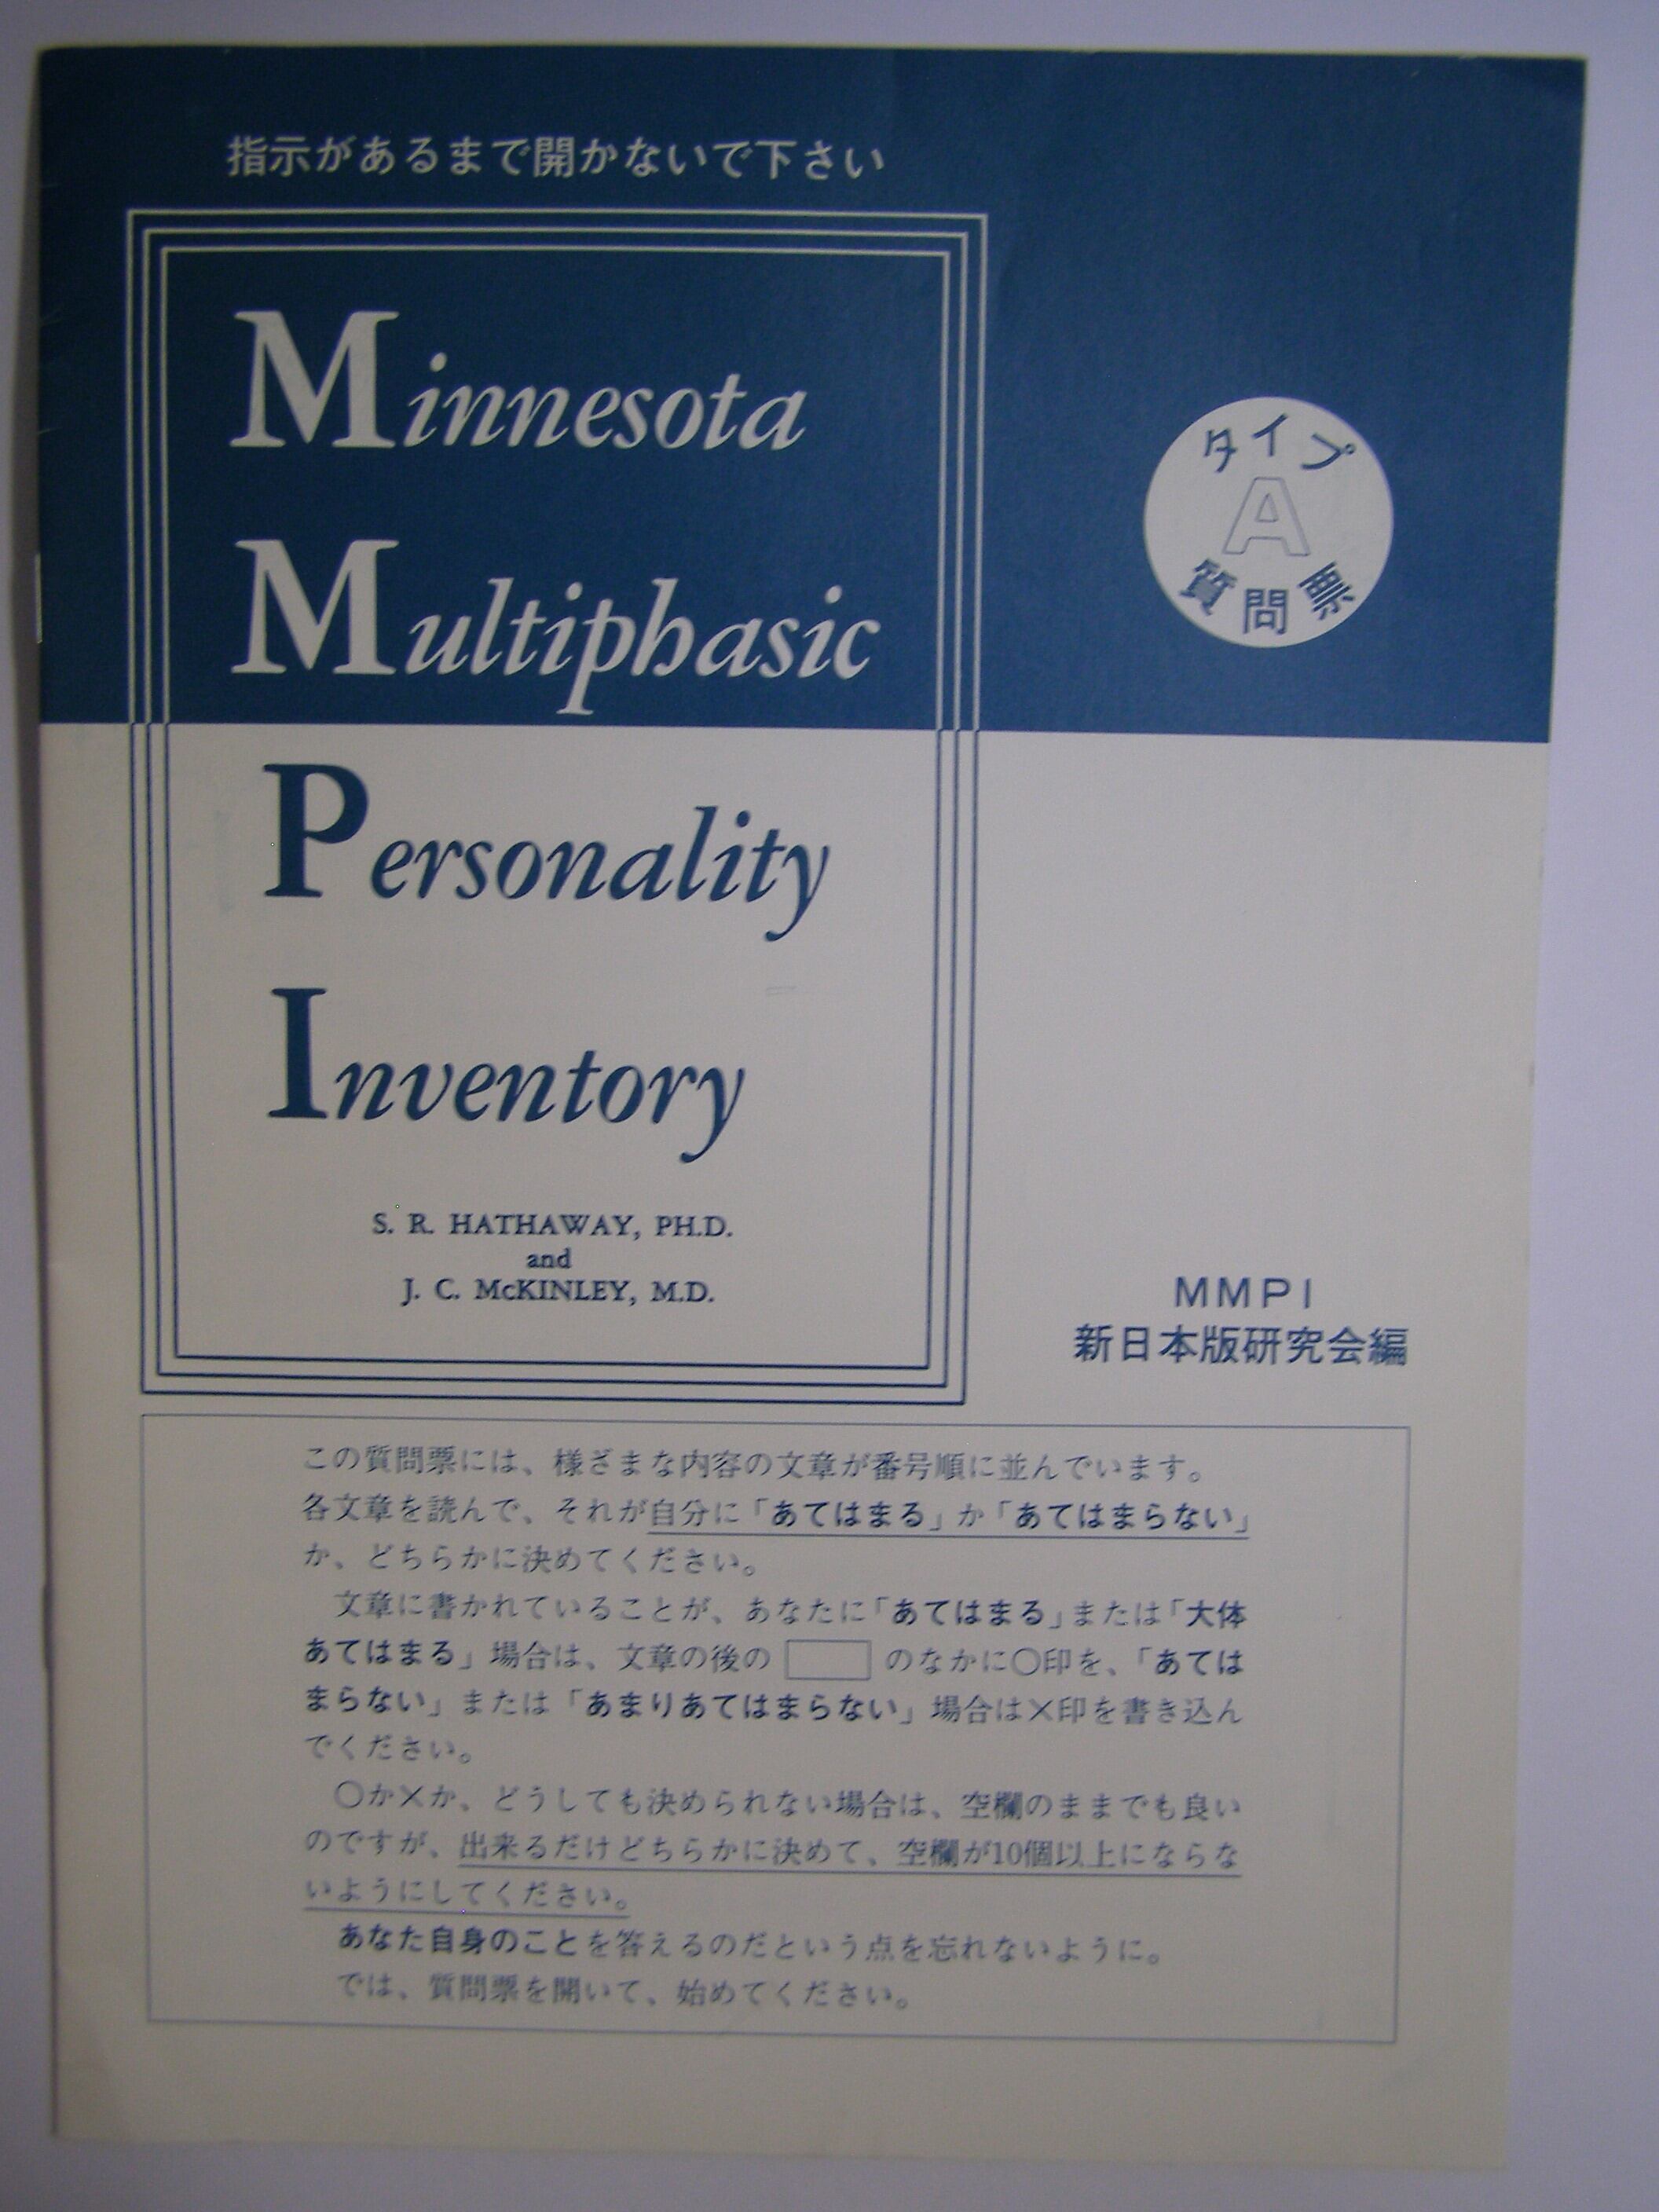 指示があるまで開かないで下さい
Minnesota
Multiphasic
Personality
Inventory
S. R. HATHAWAY, PH.D.
and
J. C. McKINLEY, M.D.
タイプ
A
質問票
MMPI
新日本版研究会編
この質問票には、様ざまな内容の文章が番号順に並んでいます。
各文章を読んで、それが自分に「あてはまる」か「あてはまらない」
か、どちらかに決めてください。
文章に書かれていることが、あなたに「あてはまる」または「大体
あてはまる」場合は、文章の後の のなかに○印を、「あては
まらない」または「あまりあてはまらない」場合は×印を書き込ん
でください。
○か×か、どうしても決められない場合は、空欄のままでも良い
のですが、出来るだけどちらかに決めて、空欄が10個以上にならな
いようにしてください。
あなた自身のことを答えるのだという点を忘れないように。
では、質問票を開いて、始めてください。